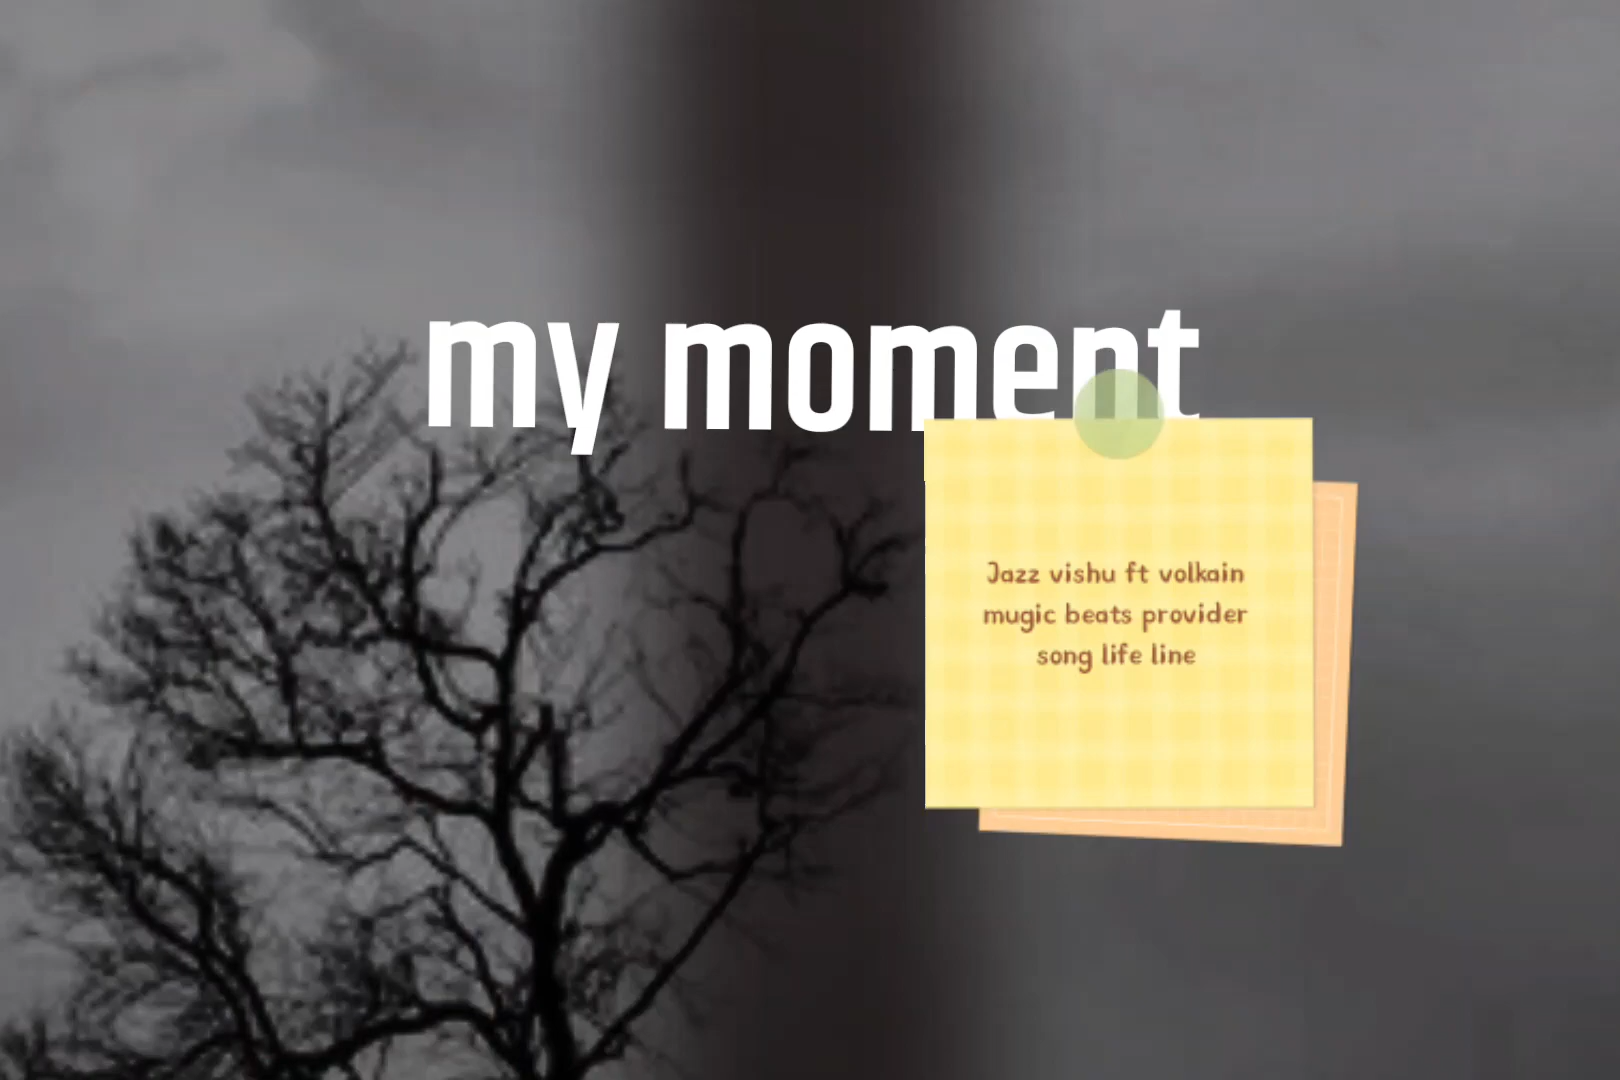 my moment
Jazz vishu ft volkain
mugic beats provider
song life line